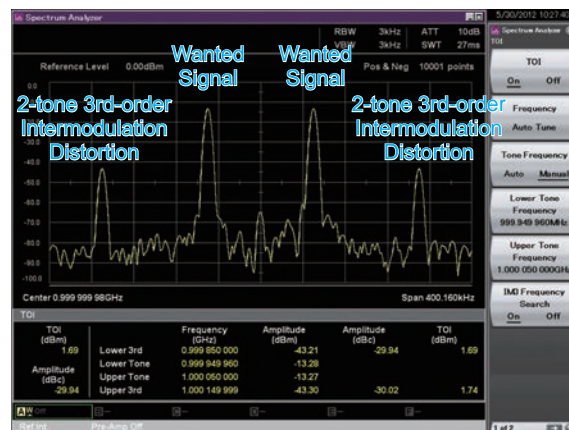 Spectrum Analyzer
5/30/2012 10:27:40
RBW 3kHz ATT 10dB
VBW 3kHz SWT 27ms
Reference Level 0.00dBm
Pos & Neg 10001 points
Wanted Signal
Wanted Signal
2-tone 3rd-order Intermodulation Distortion
2-tone 3rd-order Intermodulation Distortion
0.0
-40.0
-50.0
-60.0
-70.0
-80.0
-90.0
-100.0
Center 0.999 999 98GHz
Span 400.160kHz
TOI
TOI (dBm)
1.69
Amplitude (dBc)
-29.94
Frequency (GHz) Amplitude (dBm) Amplitude (dBc) TOI (dBm)
Lower 3rd 0.999 850 000 -43.21 -29.94 1.69
Lower Tone 0.999 949 960 -13.28
Upper Tone 1.000 050 000 -13.27
Upper 3rd 1.000 149 999 -43.30 -30.02 1.74
Ref.Int Pre-Amp Off
Spectrum Analyzer
TOI
TOI
On Off
Frequency
Auto Tune
Tone Frequency
Auto Manual
Lower Tone
Frequency
999.949 960MHz
Upper Tone
Frequency
1.000 050 000GHz
IMD Frequency
Search
On Off
1 of 2